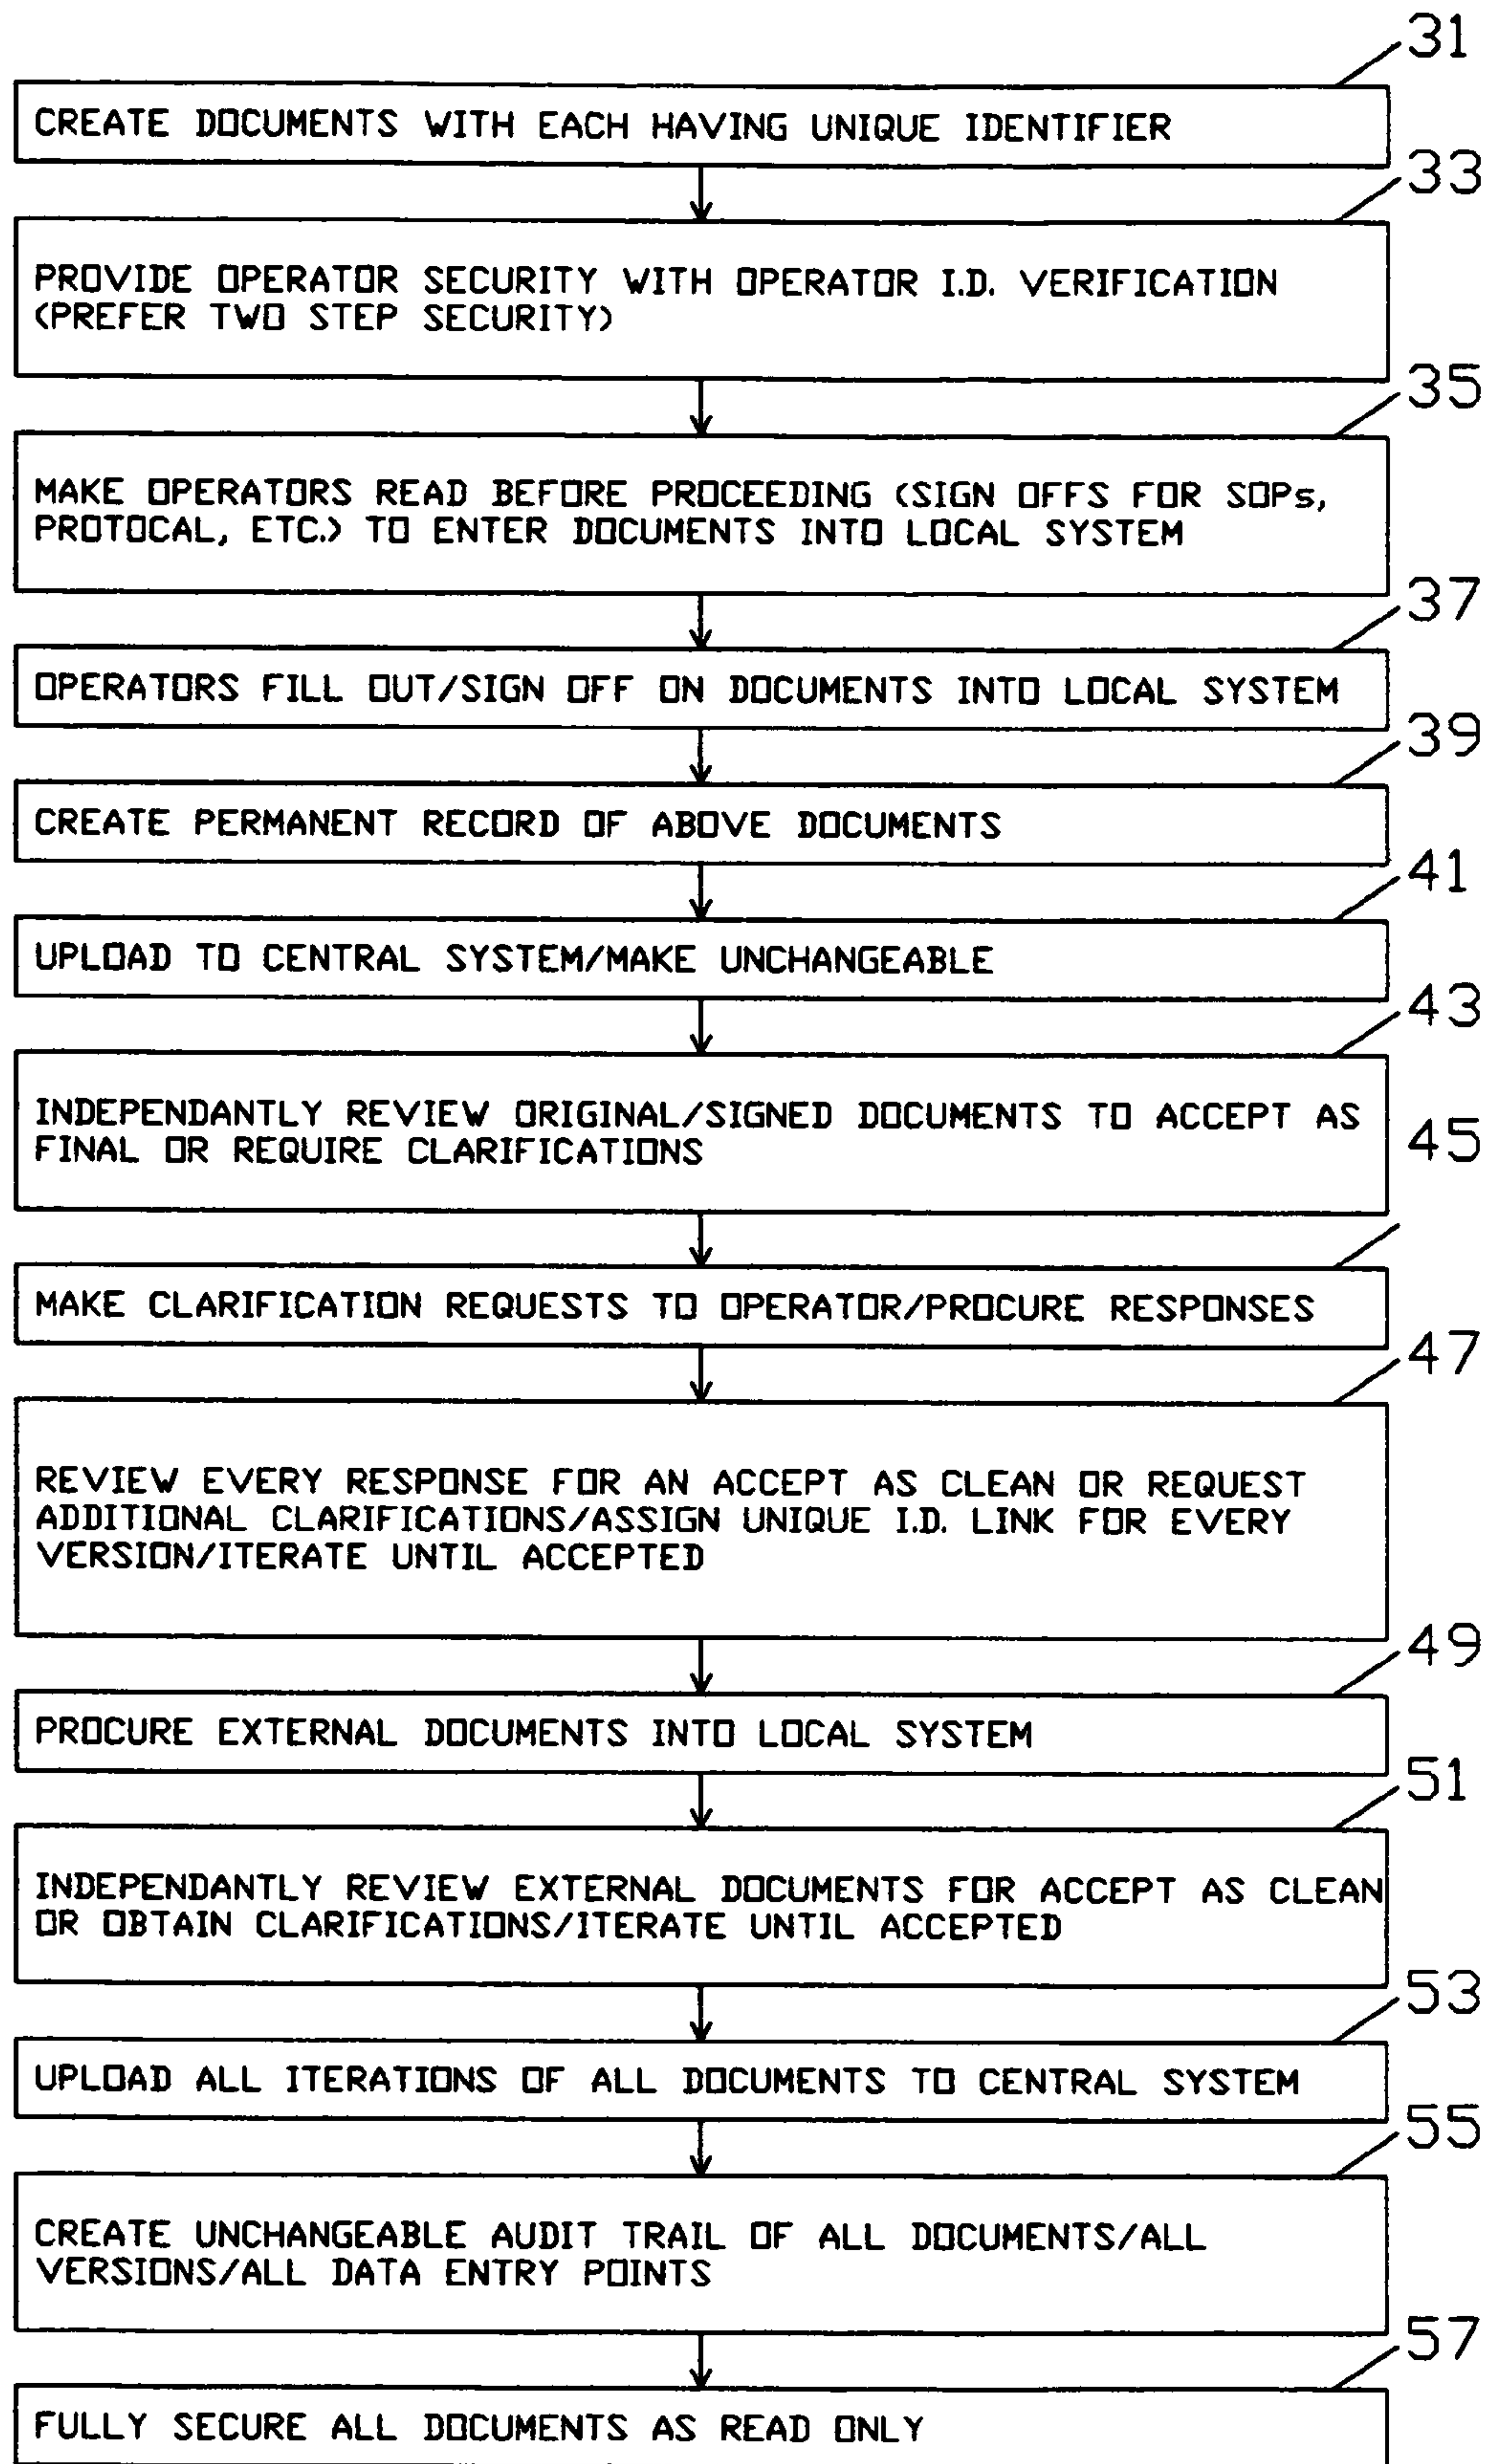 31
CREATE DOCUMENTS WITH EACH HAVING UNIQUE IDENTIFIER
33
PROVIDE OPERATOR SECURITY WITH OPERATOR I.D. VERIFICATION
(PREFER TWO STEP SECURITY)
35
MAKE OPERATORS READ BEFORE PROCEEDING (SIGN OFFS FOR SOPs,
PROTOCAL, ETC.) TO ENTER DOCUMENTS INTO LOCAL SYSTEM
37
OPERATORS FILL OUT/SIGN OFF ON DOCUMENTS INTO LOCAL SYSTEM
39
CREATE PERMANENT RECORD OF ABOVE DOCUMENTS
41
UPLOAD TO CENTRAL SYSTEM/MAKE UNCHANGEABLE
43
INDEPENDANTLY REVIEW ORIGINAL/SIGNED DOCUMENTS TO ACCEPT AS
FINAL OR REQUIRE CLARIFICATIONS
45
MAKE CLARIFICATION REQUESTS TO OPERATOR/PROCURE RESPONSES
47
REVIEW EVERY RESPONSE FOR AN ACCEPT AS CLEAN OR REQUEST
ADDITIONAL CLARIFICATIONS/ASSIGN UNIQUE I.D. LINK FOR EVERY
VERSION/ITERATE UNTIL ACCEPTED
49
PROCURE EXTERNAL DOCUMENTS INTO LOCAL SYSTEM
51
INDEPENDANTLY REVIEW EXTERNAL DOCUMENTS FOR ACCEPT AS CLEAN
OR OBTAIN CLARIFICATIONS/ITERATE UNTIL ACCEPTED
53
UPLOAD ALL ITERATIONS OF ALL DOCUMENTS TO CENTRAL SYSTEM
55
CREATE UNCHANGEABLE AUDIT TRAIL OF ALL DOCUMENTS/ALL
VERSIONS/ALL DATA ENTRY POINTS
57
FULLY SECURE ALL DOCUMENTS AS READ ONLY